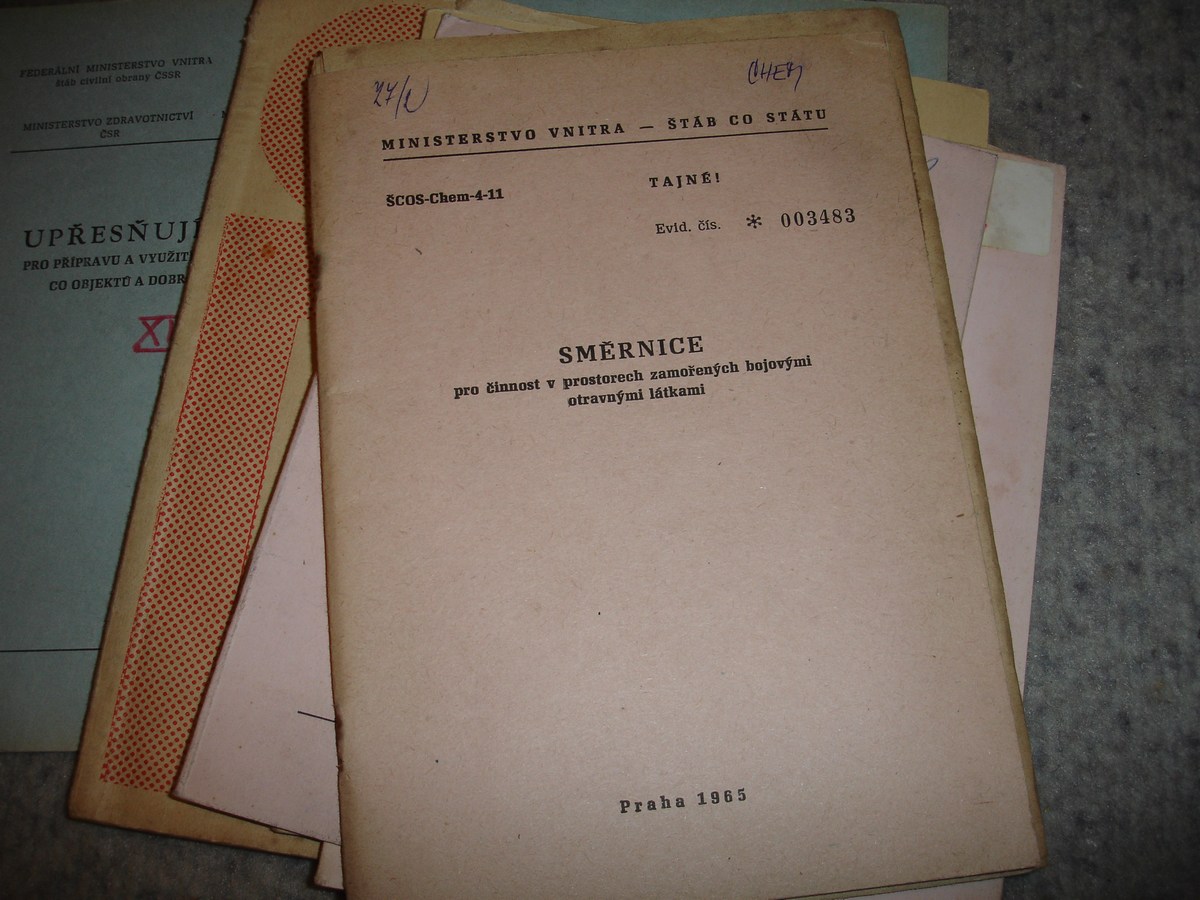 FEDERÁLNÍ MINISTERSTVO VNITRA
štáb civilní obrany ČSSR
MINISTERSTVO ZDRAVOTNICTVÍ
ČSR
UPŘESŇUJÍ
PRO PŘÍPRAVU A VYUŽIT
CO OBJEKTŮ A DOBR
CHEM
MINISTERSTVO VNITRA — ŠTÁB CO STÁTU
ŠCOS-Chem-4-11
TAJNÉ!
Evid. čís. * 003483
SMĚRNICE
pro činnost v prostorech zamořených bojovými
otravnými látkami
Praha 1965